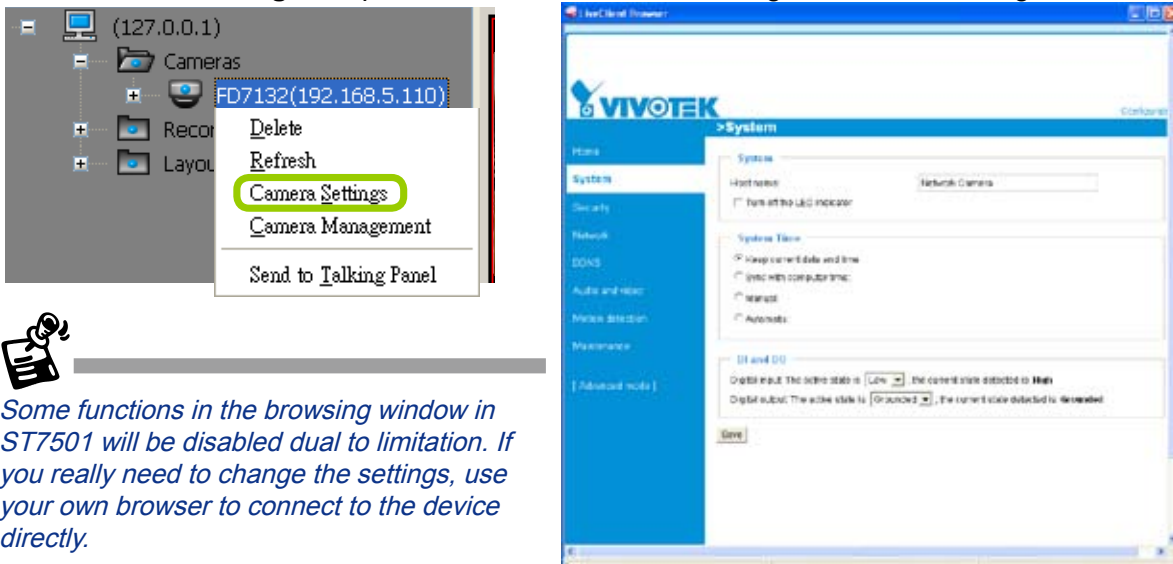 (127.0.0.1)
Cameras
FD7132(192.168.5.110)
Recor
Layou
Delete
Refresh
Camera Settings
Camera Management
Send to Talking Panel
Some functions in the browsing window in
ST7501 will be disabled dual to limitation. If
you really need to change the settings, use
your own browser to connect to the device
directly.
LiveClient Browser
VIVOTEK
>System
Home
System
Security
Network
DDNS
Audio and video
Motion detection
Maintenance
[ Advanced mode ]
System
Host name:
Network Camera
Turn off the LED indicator
System Time
Keep current date and time
Sync with computer time:
Manual:
Automatic:
DI and DO
Digital input: The active state is Low , the current state detected is High
Digital output: The active state is Grounded , the current state detected is Grounded
Save